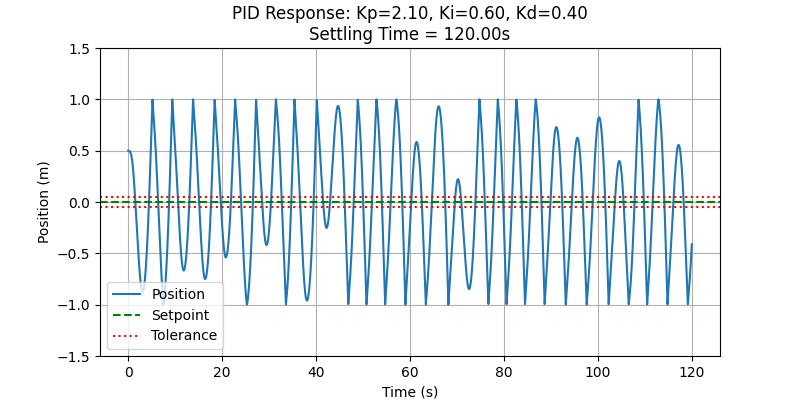 PID Response: Kp=2.10, Ki=0.60, Kd=0.40
Settling Time = 120.00s
1.5
1.0
0.5
0.0
−0.5
−1.0
−1.5
Position (m)
Position
Setpoint
Tolerance
0
20
40
60
80
100
120
Time (s)